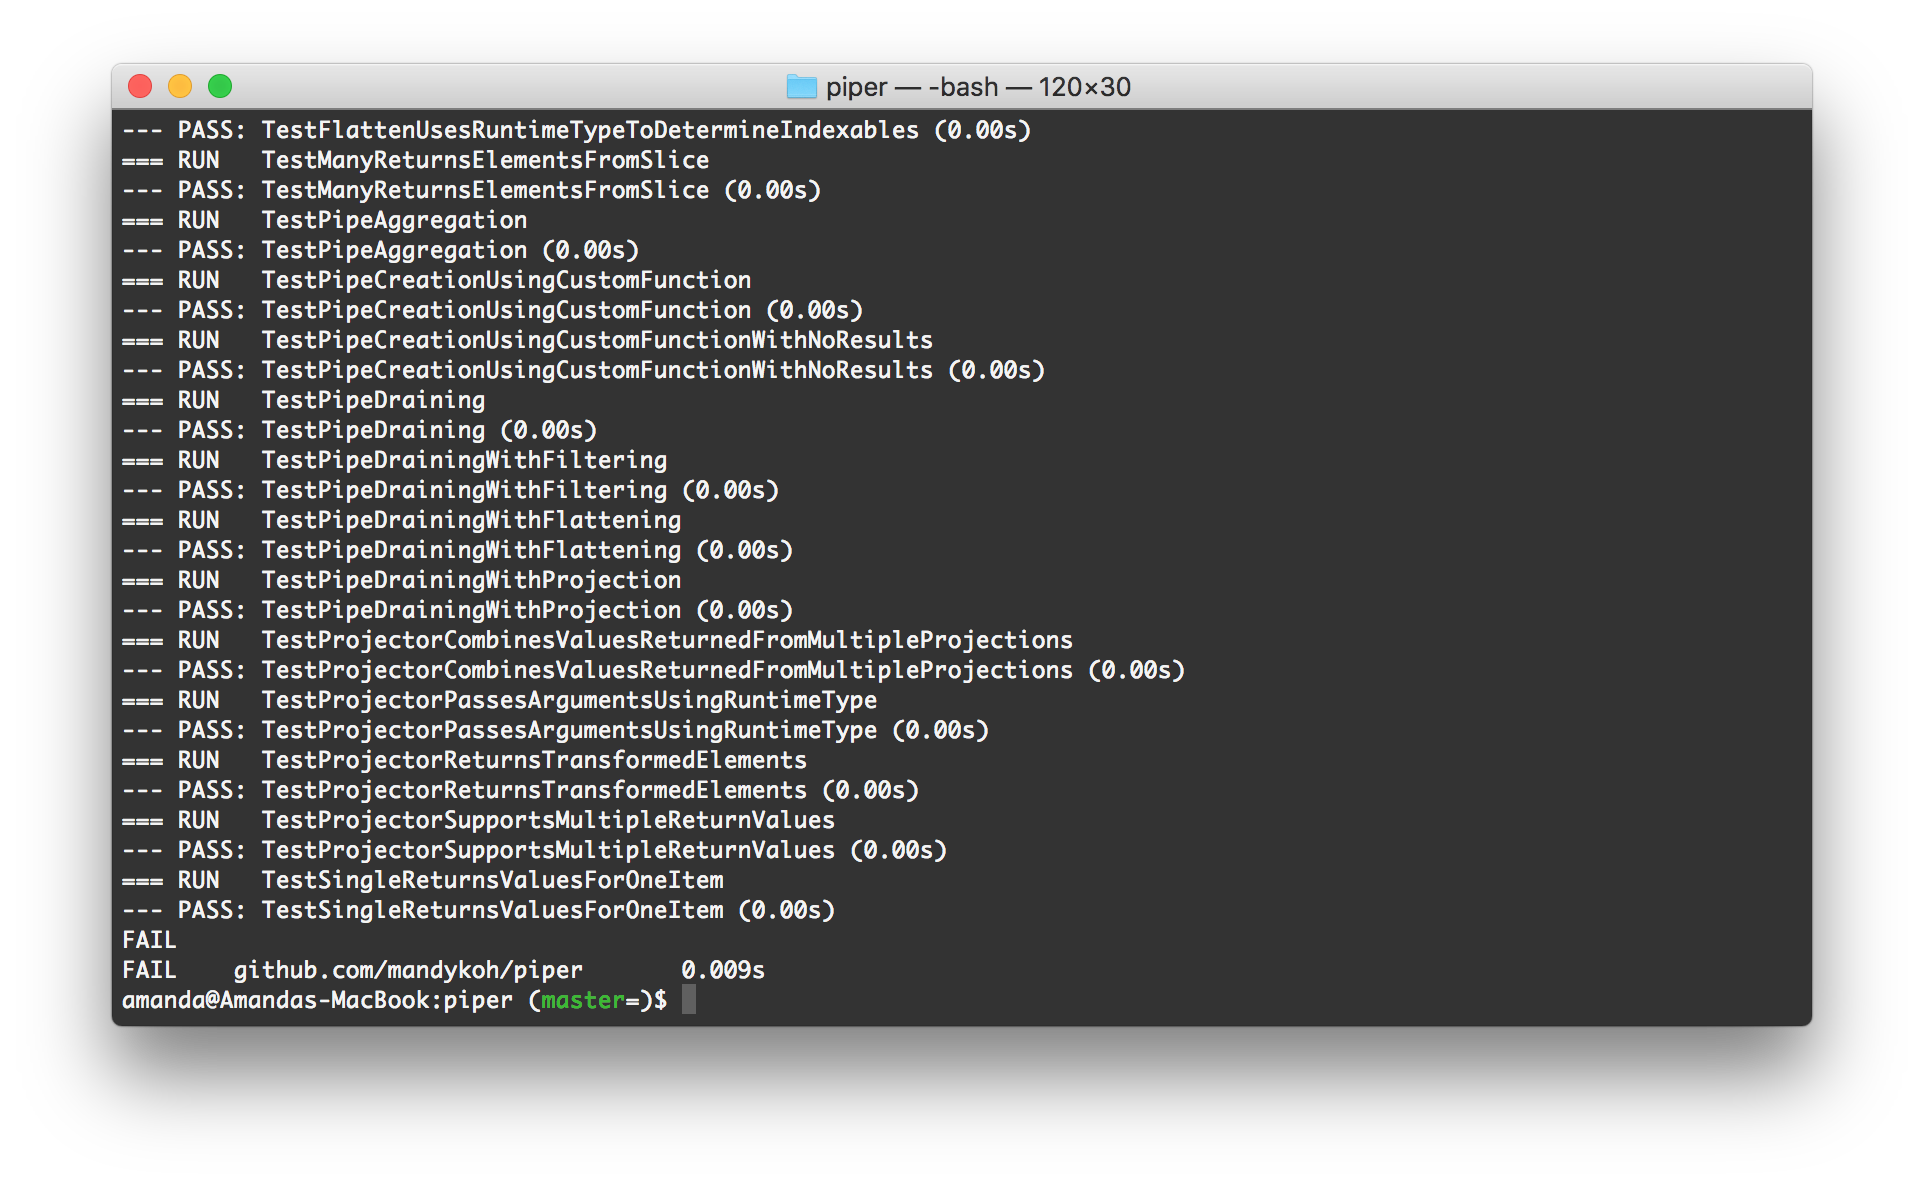 piper — -bash — 120×30
--- PASS: TestFlattenUsesRuntimeTypeToDetermineIndexables (0.00s)
=== RUN   TestManyReturnsElementsFromSlice
--- PASS: TestManyReturnsElementsFromSlice (0.00s)
=== RUN   TestPipeAggregation
--- PASS: TestPipeAggregation (0.00s)
=== RUN   TestPipeCreationUsingCustomFunction
--- PASS: TestPipeCreationUsingCustomFunction (0.00s)
=== RUN   TestPipeCreationUsingCustomFunctionWithNoResults
--- PASS: TestPipeCreationUsingCustomFunctionWithNoResults (0.00s)
=== RUN   TestPipeDraining
--- PASS: TestPipeDraining (0.00s)
=== RUN   TestPipeDrainingWithFiltering
--- PASS: TestPipeDrainingWithFiltering (0.00s)
=== RUN   TestPipeDrainingWithFlattening
--- PASS: TestPipeDrainingWithFlattening (0.00s)
=== RUN   TestPipeDrainingWithProjection
--- PASS: TestPipeDrainingWithProjection (0.00s)
=== RUN   TestProjectorCombinesValuesReturnedFromMultipleProjections
--- PASS: TestProjectorCombinesValuesReturnedFromMultipleProjections (0.00s)
=== RUN   TestProjectorPassesArgumentsUsingRuntimeType
--- PASS: TestProjectorPassesArgumentsUsingRuntimeType (0.00s)
=== RUN   TestProjectorReturnsTransformedElements
--- PASS: TestProjectorReturnsTransformedElements (0.00s)
=== RUN   TestProjectorSupportsMultipleReturnValues
--- PASS: TestProjectorSupportsMultipleReturnValues (0.00s)
=== RUN   TestSingleReturnsValuesForOneItem
--- PASS: TestSingleReturnsValuesForOneItem (0.00s)
FAIL
FAIL    github.com/mandykoh/piper       0.009s
amanda@Amandas-MacBook:piper (master=)$